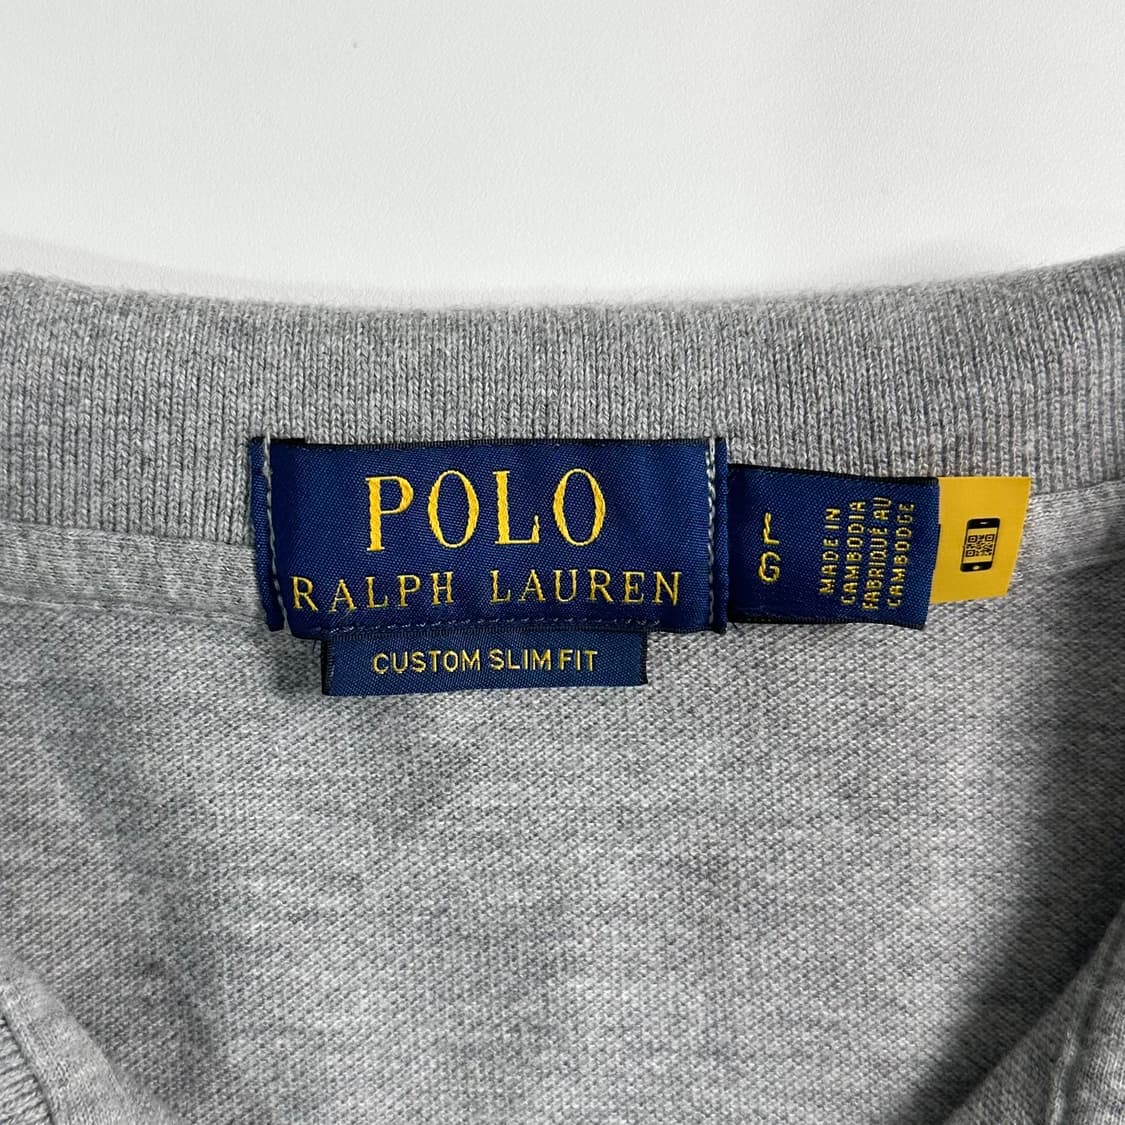 POLO
RALPH LAUREN
CUSTOM SLIM FIT
L
G
MADE IN
CAMBODIA
FABRIQUÉ AU
CAMBODGE